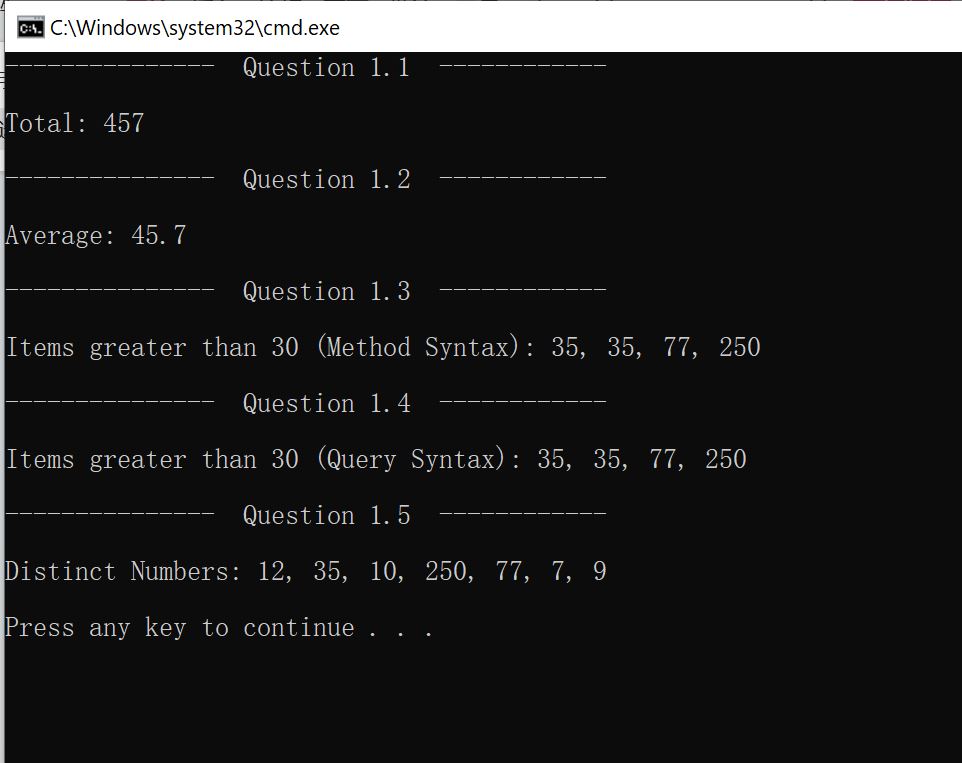 C:\Windows\system32\cmd.exe
--------------- Question 1.1 ------------
Total: 457
--------------- Question 1.2 ------------
Average: 45.7
--------------- Question 1.3 ------------
Items greater than 30 (Method Syntax): 35, 35, 77, 250
--------------- Question 1.4 ------------
Items greater than 30 (Query Syntax): 35, 35, 77, 250
--------------- Question 1.5 ------------
Distinct Numbers: 12, 35, 10, 250, 77, 7, 9
Press any key to continue . . .